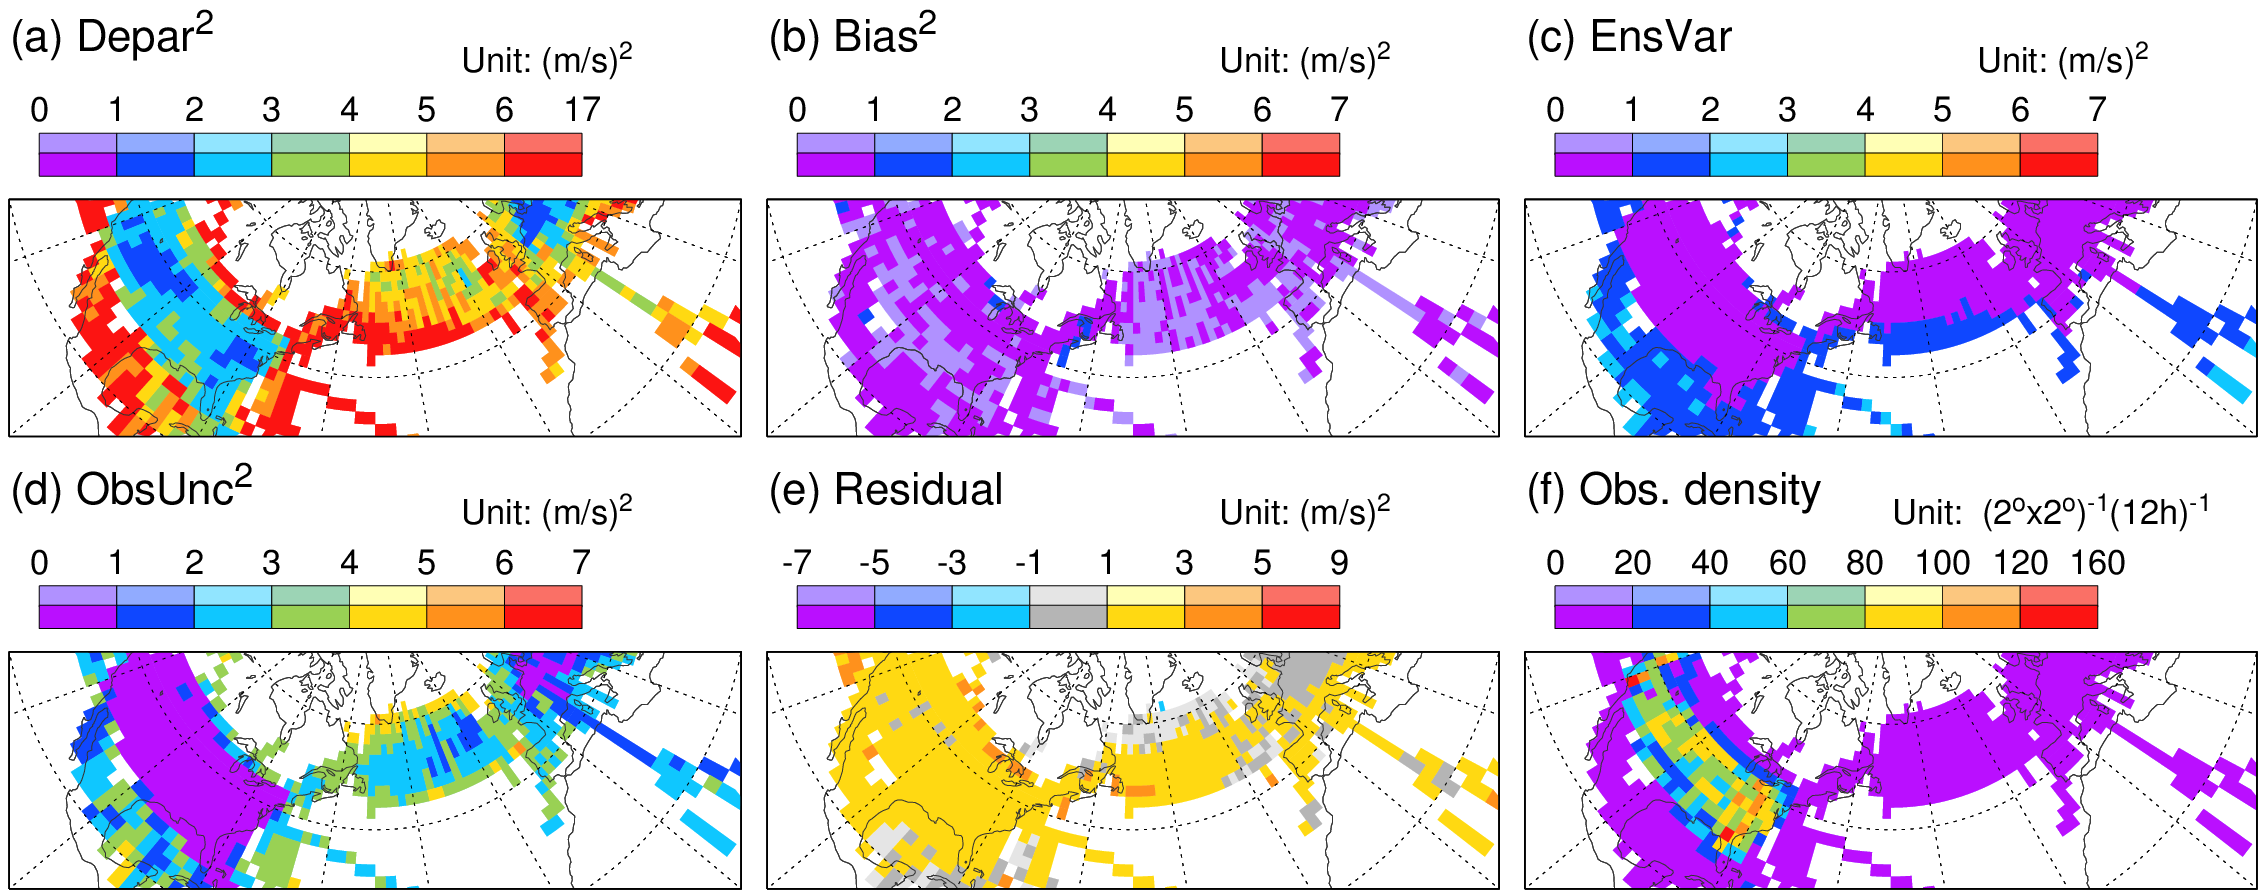 (a) Depar²
Unit: (m/s)²
0 1 2 3 4 5 6 17
(b) Bias²
Unit: (m/s)²
0 1 2 3 4 5 6 7
(c) EnsVar
Unit: (m/s)²
0 1 2 3 4 5 6 7
(d) ObsUnc²
Unit: (m/s)²
0 1 2 3 4 5 6 7
(e) Residual
Unit: (m/s)²
-7 -5 -3 -1 1 3 5 9
(f) Obs. density
Unit: (2ºx2º)⁻¹(12h)⁻¹
0 20 40 60 80 100 120 160